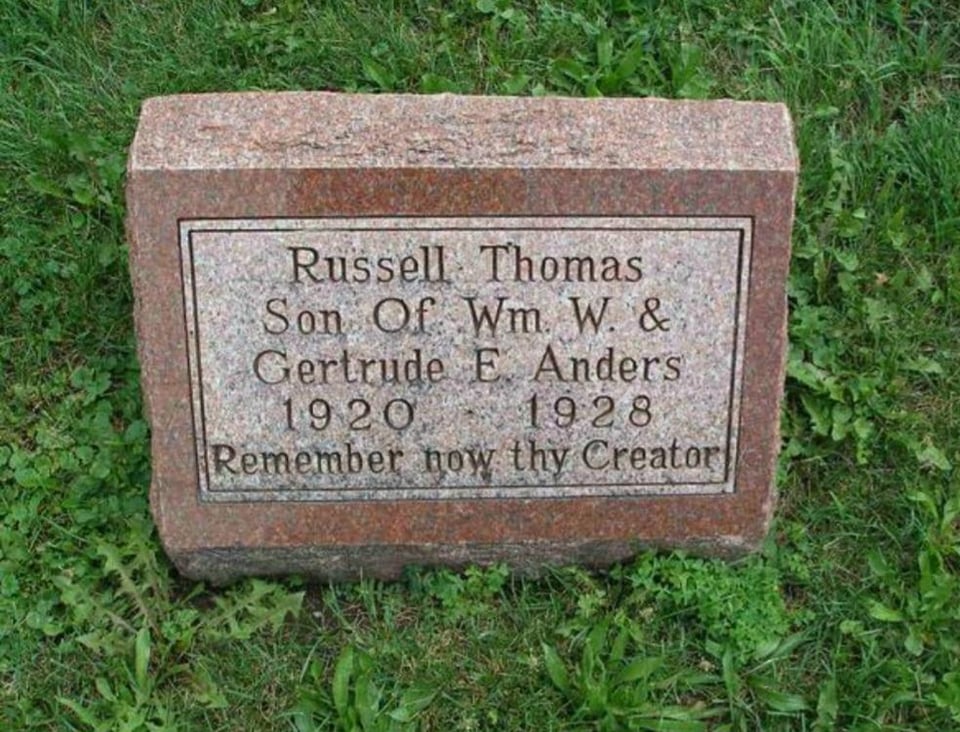 Russell Thomas
Son Of Wm. W. &
Gertrude E. Anders
1920 - 1928
Remember now thy Creator